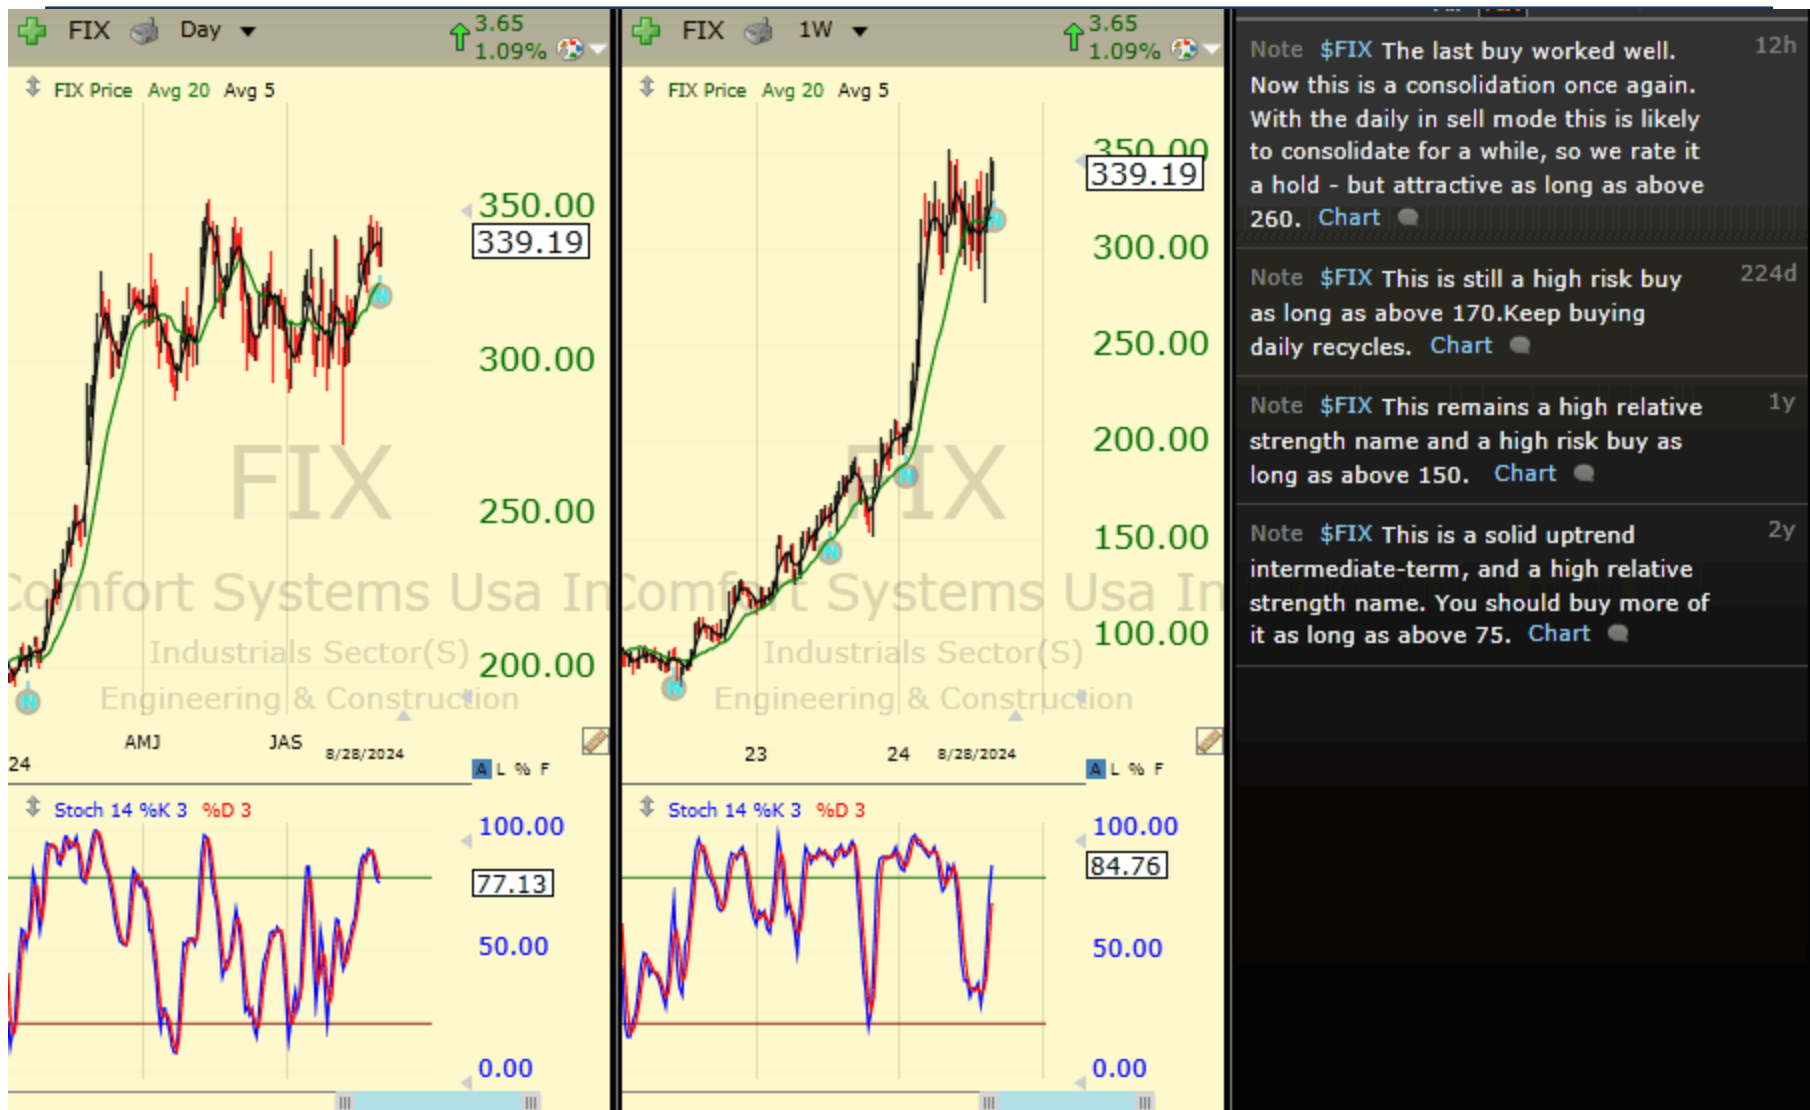 FIX Day 3.65
1.09%
FIX Price Avg 20 Avg 5
350.00
339.19
300.00
FIX
250.00
Comfort Systems Usa In
Industrials Sector(S)
200.00
Engineering & Construction
N
N
AMJ JAS 8/28/2024
24
A L % F
Stoch 14 %K 3 %D 3
100.00
77.13
50.00
0.00
FIX 1W 3.65
1.09%
FIX Price Avg 20 Avg 5
350.00
339.19
300.00
250.00
200.00
FIX
150.00
Comfort Systems Usa In
100.00
Industrials Sector(S)
Engineering & Construction
N
N
N
N
23 24 8/28/2024
A L % F
Stoch 14 %K 3 %D 3
100.00
84.76
50.00
0.00
Note $FIX The last buy worked well. 12h
Now this is a consolidation once again.
With the daily in sell mode this is likely
to consolidate for a while, so we rate it
a hold - but attractive as long as above
260. Chart
Note $FIX This is still a high risk buy 224d
as long as above 170.Keep buying
daily recycles. Chart
Note $FIX This remains a high relative 1y
strength name and a high risk buy as
long as above 150. Chart
Note $FIX This is a solid uptrend 2y
intermediate-term, and a high relative
strength name. You should buy more of
it as long as above 75. Chart